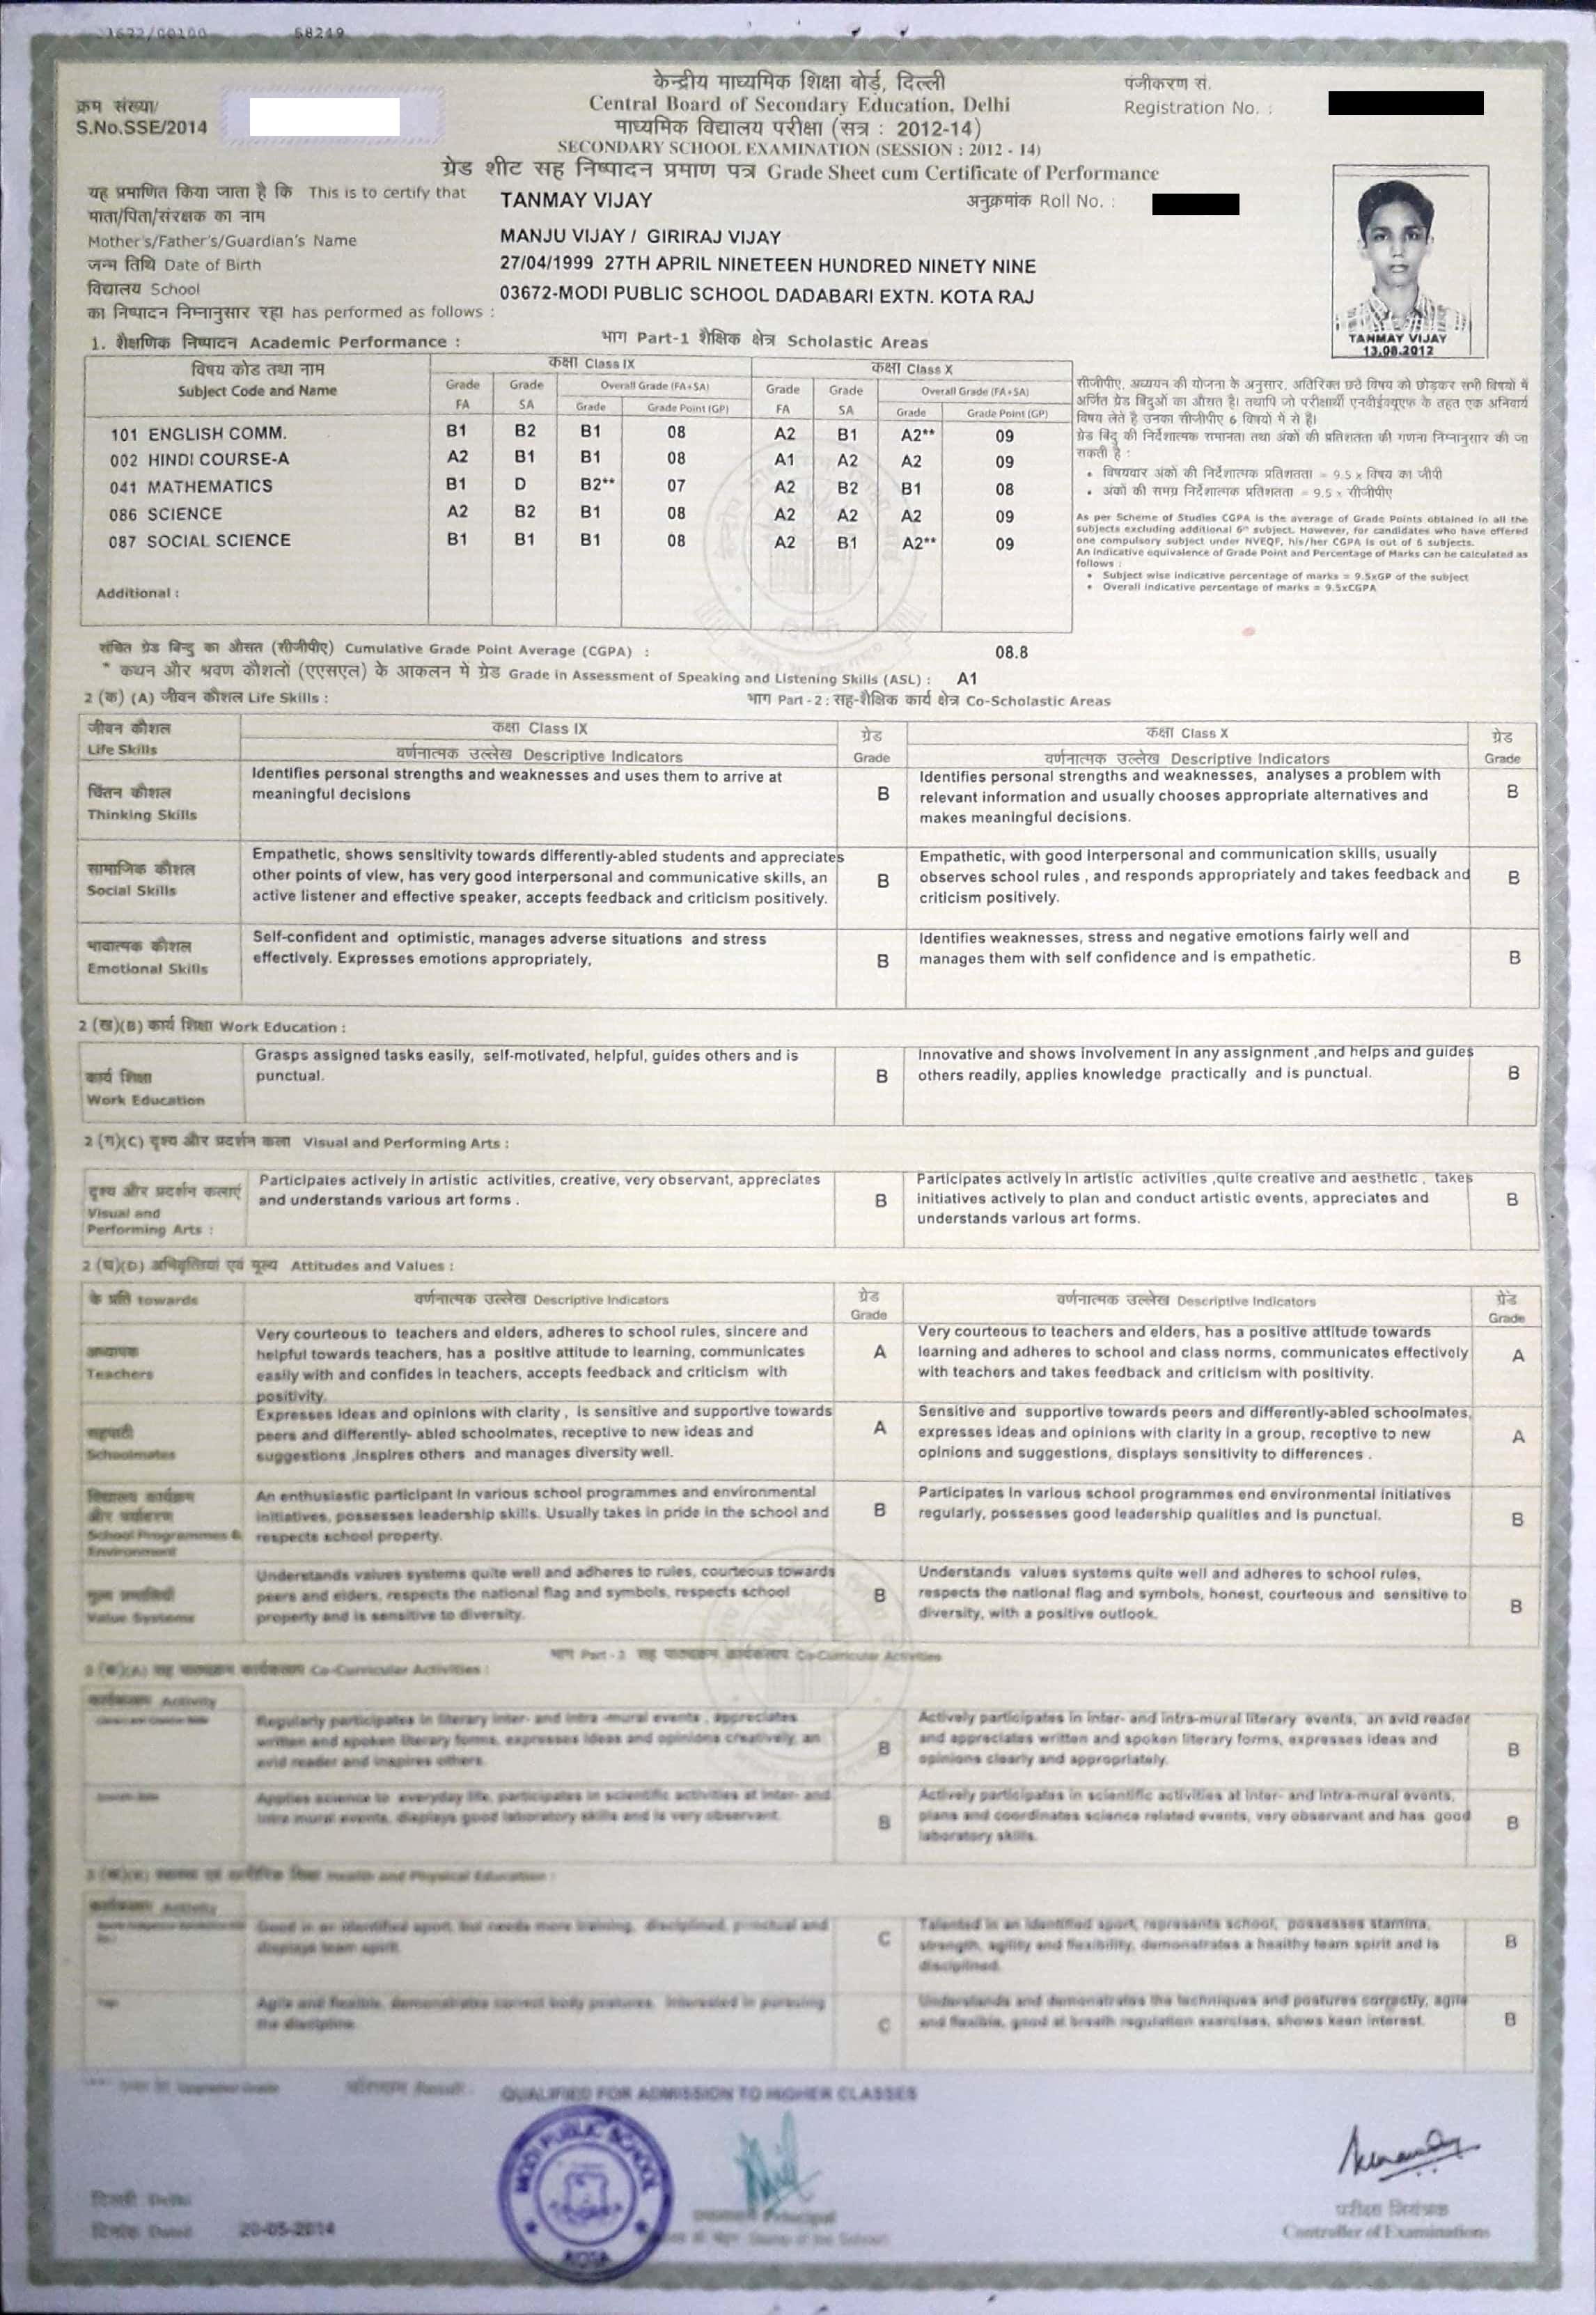 58249
केन्द्रीय माध्यमिक शिक्षा बोर्ड, दिल्ली
पंजीकरण सं.
क्रम संख्या/
Central Board of Secondary Education, Delhi
Registration No. :
S.No.SSE/2014
माध्यमिक विद्यालय परीक्षा (सत्र : 2012-14)
SECONDARY SCHOOL EXAMINATION (SESSION : 2012 - 14)
ग्रेड शीट सह निष्पादन प्रमाण पत्र Grade Sheet cum Certificate of Performance
यह प्रमाणित किया जाता है कि This is to certify that TANMAY VIJAY अनुक्रमांक Roll No. :
माता/पिता/संरक्षक का नाम
Mother's/Father's/Guardian's Name MANJU VIJAY / GIRIRAJ VIJAY
जन्म तिथि Date of Birth 27/04/1999 27TH APRIL NINETEEN HUNDRED NINETY NINE
विद्यालय School 03672-MODI PUBLIC SCHOOL DADABARI EXTN. KOTA RAJ
का निष्पादन निम्नानुसार रहा has performed as follows :
TANMAY VIJAY
13.08.2012
1. शैक्षणिक निष्पादन Academic Performance : भाग Part-1 शैक्षिक क्षेत्र Scholastic Areas
विषय कोड तथा नाम कक्षा Class IX कक्षा Class X
Subject Code and Name Grade Grade Overall Grade (FA+SA) Grade Grade Overall Grade (FA+SA)
FA SA Grade Grade Point (GP) FA SA Grade Grade Point (GP)
101 ENGLISH COMM. B1 B2 B1 08 A2 B1 A2** 09
002 HINDI COURSE-A A2 B1 B1 08 A1 A2 A2 09
041 MATHEMATICS B1 D B2** 07 A2 B2 B1 08
086 SCIENCE A2 B2 B1 08 A2 A2 A2 09
087 SOCIAL SCIENCE B1 B1 B1 08 A2 B1 A2** 09
Additional :
सीजीपीए, अध्ययन की योजना के अनुसार, अतिरिक्त छठे विषय को छोड़कर सभी विषयों में
अर्जित ग्रेड बिंदुओं का औसत है। तथापि जो परीक्षार्थी एनवीईक्यूएफ के तहत एक अनिवार्य
विषय लेते है उनका सीजीपीए 6 विषयों में से है।
ग्रेड बिंदु की निर्देशात्मक समानता तथा अंकों की प्रतिशतता की गणना निम्नानुसार की जा
सकती है :
• विषयवार अंकों की निर्देशात्मक प्रतिशतता = 9.5 x विषय का जीपी
• अंकों की समग्र निर्देशात्मक प्रतिशतता = 9.5 x सीजीपीए
As per Scheme of Studies CGPA is the average of Grade Points obtained in all the
subjects excluding additional 6th subject. However, for candidates who have offered
one compulsory subject under NVEQF, his/her CGPA is out of 6 subjects.
An Indicative equivalence of Grade Point and Percentage of Marks can be calculated as
follows :
• Subject wise indicative percentage of marks = 9.5xGP of the subject
• Overall indicative percentage of marks = 9.5xCGPA
संचित ग्रेड बिन्दु का औसत (सीजीपीए) Cumulative Grade Point Average (CGPA) : 08.8
* कथन और श्रवण कौशलों (एएसएल) के आकलन में ग्रेड Grade in Assessment of Speaking and Listening Skills (ASL) : A1
2 (क) (A) जीवन कौशल Life Skills : भाग Part - 2 : सह-शैक्षिक कार्य क्षेत्र Co-Scholastic Areas
जीवन कौशल कक्षा Class IX ग्रेड कक्षा Class X ग्रेड
Life Skills वर्णनात्मक उल्लेख Descriptive Indicators Grade वर्णनात्मक उल्लेख Descriptive Indicators Grade
चिंतन कौशल
Thinking Skills
Identifies personal strengths and weaknesses and uses them to arrive at
meaningful decisions
B
Identifies personal strengths and weaknesses, analyses a problem with
relevant information and usually chooses appropriate alternatives and
makes meaningful decisions.
B
सामाजिक कौशल
Social Skills
Empathetic, shows sensitivity towards differently-abled students and appreciates
other points of view, has very good interpersonal and communicative skills, an
active listener and effective speaker, accepts feedback and criticism positively.
B
Empathetic, with good interpersonal and communication skills, usually
observes school rules , and responds appropriately and takes feedback and
criticism positively.
B
भावात्मक कौशल
Emotional Skills
Self-confident and optimistic, manages adverse situations and stress
effectively. Expresses emotions appropriately,
B
Identifies weaknesses, stress and negative emotions fairly well and
manages them with self confidence and is empathetic.
B
2 (ख)(B) कार्य शिक्षा Work Education :
कार्य शिक्षा
Work Education
Grasps assigned tasks easily, self-motivated, helpful, guides others and is
punctual.
B
Innovative and shows involvement in any assignment ,and helps and guides
others readily, applies knowledge practically and is punctual.
B
2 (ग)(C) दृश्य और प्रदर्शन कला Visual and Performing Arts :
दृश्य और प्रदर्शन कलाएं
Visual and
Performing Arts :
Participates actively in artistic activities, creative, very observant, appreciates
and understands various art forms .
B
Participates actively in artistic activities ,quite creative and aesthetic , takes
initiatives actively to plan and conduct artistic events, appreciates and
understands various art forms.
B
2 (घ)(D) अभिवृत्तियां एवं मूल्य Attitudes and Values :
के प्रति towards वर्णनात्मक उल्लेख Descriptive Indicators ग्रेड Grade वर्णनात्मक उल्लेख Descriptive Indicators ग्रेड Grade
अध्यापक
Teachers
Very courteous to teachers and elders, adheres to school rules, sincere and
helpful towards teachers, has a positive attitude to learning, communicates
easily with and confides in teachers, accepts feedback and criticism with
positivity.
A
Very courteous to teachers and elders, has a positive attitude towards
learning and adheres to school and class norms, communicates effectively
with teachers and takes feedback and criticism with positivity.
A
सहपाठी
Schoolmates
Expresses ideas and opinions with clarity , is sensitive and supportive towards
peers and differently- abled schoolmates, receptive to new ideas and
suggestions ,inspires others and manages diversity well.
A
Sensitive and supportive towards peers and differently-abled schoolmates,
expresses ideas and opinions with clarity in a group, receptive to new
opinions and suggestions, displays sensitivity to differences .
A
विद्यालय कार्यक्रम
और पर्यावरण
School Programmes &
Environment
An enthusiastic participant in various school programmes and environmental
initiatives, possesses leadership skills. Usually takes in pride in the school and
respects school property.
B
Participates in various school programmes end environmental initiatives
regularly, possesses good leadership qualities and is punctual.
B
Value Systems
Understands values systems quite well and adheres to rules, courteous towards
peers and elders, respects the national flag and symbols, respects school
property and is sensitive to diversity.
B
Understands values systems quite well and adheres to school rules,
respects the national flag and symbols, honest, courteous and sensitive to
diversity, with a positive outlook.
B
भाग Part - 3 सह पाठ्यक्रम कार्यकलाप Co-Curricular Activities
3 (क)(A) सह पाठ्यक्रम कार्यकलाप Co-Curricular Activities :
कार्यकलाप Activity
Regularly participates in literary inter- and intra -mural events , appreciates
written and spoken literary forms, expresses ideas and opinions creatively, an
avid reader and inspires others.
B
Actively participates in inter- and intra-mural literary events, an avid reader
and appreciates written and spoken literary forms, expresses ideas and
opinions clearly and appropriately.
B
Applies science to everyday life, participates in scientific activities at inter- and
intra mural events, displays good laboratory skills and is very observant.
B
Actively participates in scientific activities at inter- and intra-mural events,
plans and coordinates science related events, very observant and has good
laboratory skills.
B
Health and Physical Education :
कार्यकलाप Activity
Good in an identified sport, but needs more training, disciplined, punctual and
displays team spirit.
C
Talented in an identified sport, represents school, possesses stamina,
strength, agility and flexibility, demonstrates a healthy team spirit and is
disciplined.
B
Agile and flexible, demonstrates correct body postures, interested in pursuing
the discipline.
C
Understands and demonstrates the techniques and postures correctly, agile
and flexible, good at breath regulation exercises, shows keen interest.
B
Upgraded Grade परिणाम Result : QUALIFIED FOR ADMISSION TO HIGHER CLASSES
MODI PUBLIC SCHOOL
KOTA
दिल्ली Delhi
दिनांक Dated 20-05-2014
Principal
परीक्षा नियंत्रक
Controller of Examinations